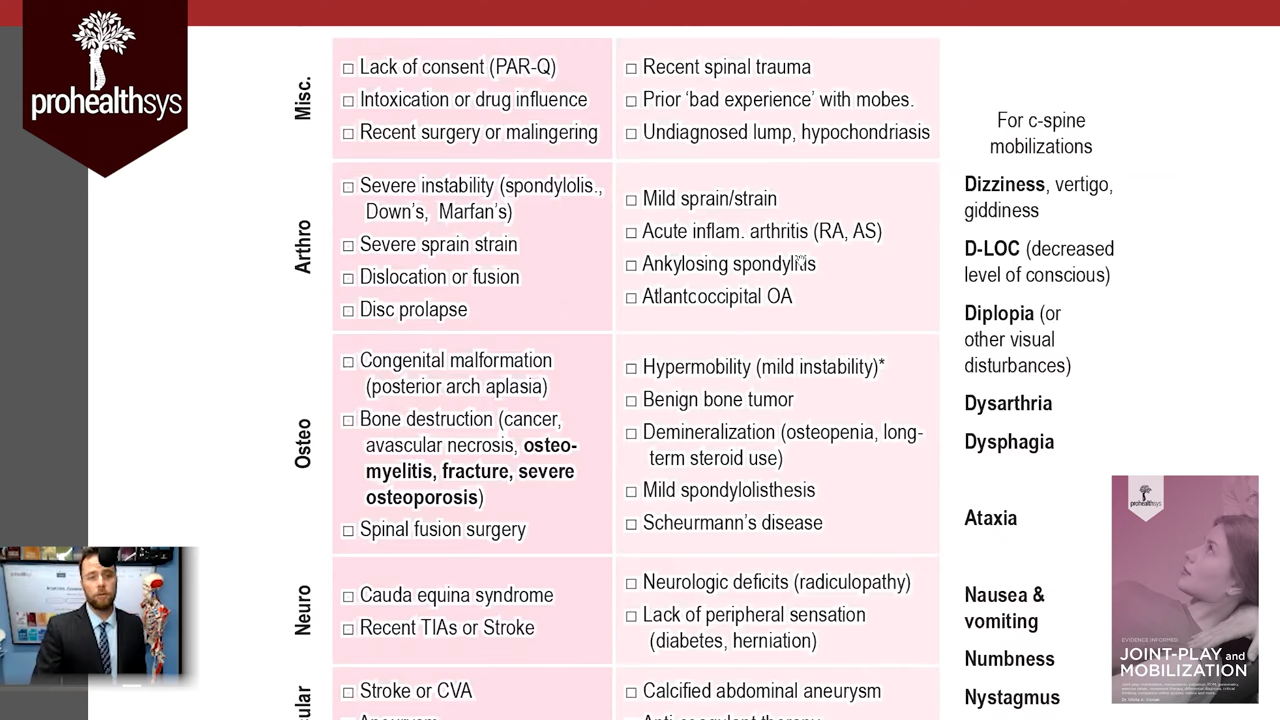 prohealthsys
Misc.
□ Lack of consent (PAR-Q)
□ Intoxication or drug influence
□ Recent surgery or malingering
□ Recent spinal trauma
□ Prior ‘bad experience’ with mobes.
□ Undiagnosed lump, hypochondriasis
Arthro
□ Severe instability (spondylolis.,
Down’s, Marfan’s)
□ Severe sprain strain
□ Dislocation or fusion
□ Disc prolapse
□ Mild sprain/strain
□ Acute inflam. arthritis (RA, AS)
□ Ankylosing spondylitis
□ Atlantcoccipital OA
Osteo
□ Congenital malformation
(posterior arch aplasia)
□ Bone destruction (cancer,
avascular necrosis, osteo-
myelitis, fracture, severe
osteoporosis)
□ Spinal fusion surgery
□ Hypermobility (mild instability)*
□ Benign bone tumor
□ Demineralization (osteopenia, long-
term steroid use)
□ Mild spondylolisthesis
□ Scheurmann’s disease
Neuro
□ Cauda equina syndrome
□ Recent TIAs or Stroke
□ Neurologic deficits (radiculopathy)
□ Lack of peripheral sensation
(diabetes, herniation)
□ Stroke or CVA
□ Calcified abdominal aneurysm
For c-spine
mobilizations
Dizziness, vertigo,
giddiness
D-LOC (decreased
level of conscious)
Diplopia (or
other visual
disturbances)
Dysarthria
Dysphagia
Ataxia
Nausea &
vomiting
Numbness
Nystagmus
prohealthsys
EVIDENCE INFORMED
JOINT-PLAY and
MOBILIZATION